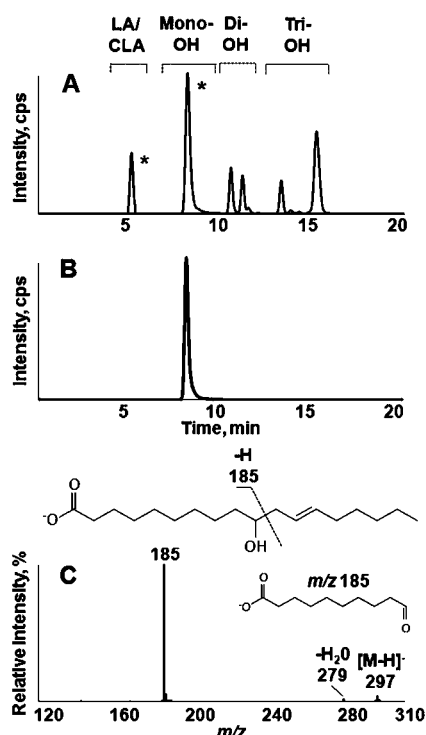 LA/ Mono- Di- Tri-
CLA OH OH OH
A
*
*
Intensity, cps
5 10 15 20
B
Intensity, cps
5 10 15 20
Time, min
-H
185
O
⁻O
OH
185
C
m/z 185
O
⁻O
O
-H₂0 [M-H]⁻
279 297
Relative Intensity, %
120 160 200 240 280 310
m/z